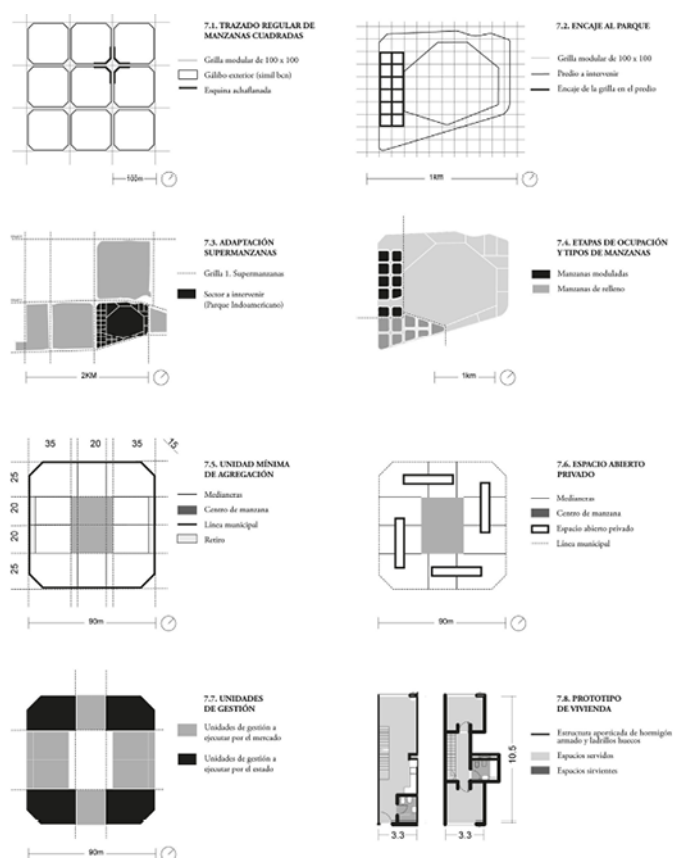 7.1. TRAZADO REGULAR DE
MANZANAS CUADRADAS
Grilla modular de 100 x 100
Gálibo exterior (simil bcn)
Esquina achaflanada
100m
7.2. ENCAJE AL PARQUE
Grilla modular de 100 x 100
Predio a intervenir
Encaje de la grilla en el predio
1km
7.3. ADAPTACIÓN
SUPERMANZANAS
Grilla 1. Supermanzanas
Sector a intervenir
(Parque Indoamericano)
2KM
7.4. ETAPAS DE OCUPACIÓN
Y TIPOS DE MANZANAS
Manzanas moduladas
Manzanas de relleno
1km
35 20 35 15
25
20
20
25
7.5. UNIDAD MÍNIMA
DE AGREGACIÓN
Medianeras
Centro de manzana
Línea municipal
Retiro
90m
7.6. ESPACIO ABIERTO
PRIVADO
Medianeras
Centro de manzana
Espacio abierto privado
Línea municipal
90m
7.7. UNIDADES
DE GESTIÓN
Unidades de gestión a
ejecutar por el mercado
Unidades de gestión a
ejecutar por el estado
90m
7.8. PROTOTIPO
DE VIVIENDA
Estructura aporticada de hormigón
armado y ladrillos huecos
Espacios servidos
Espacios sirvientes
10.5
3.3 3.3